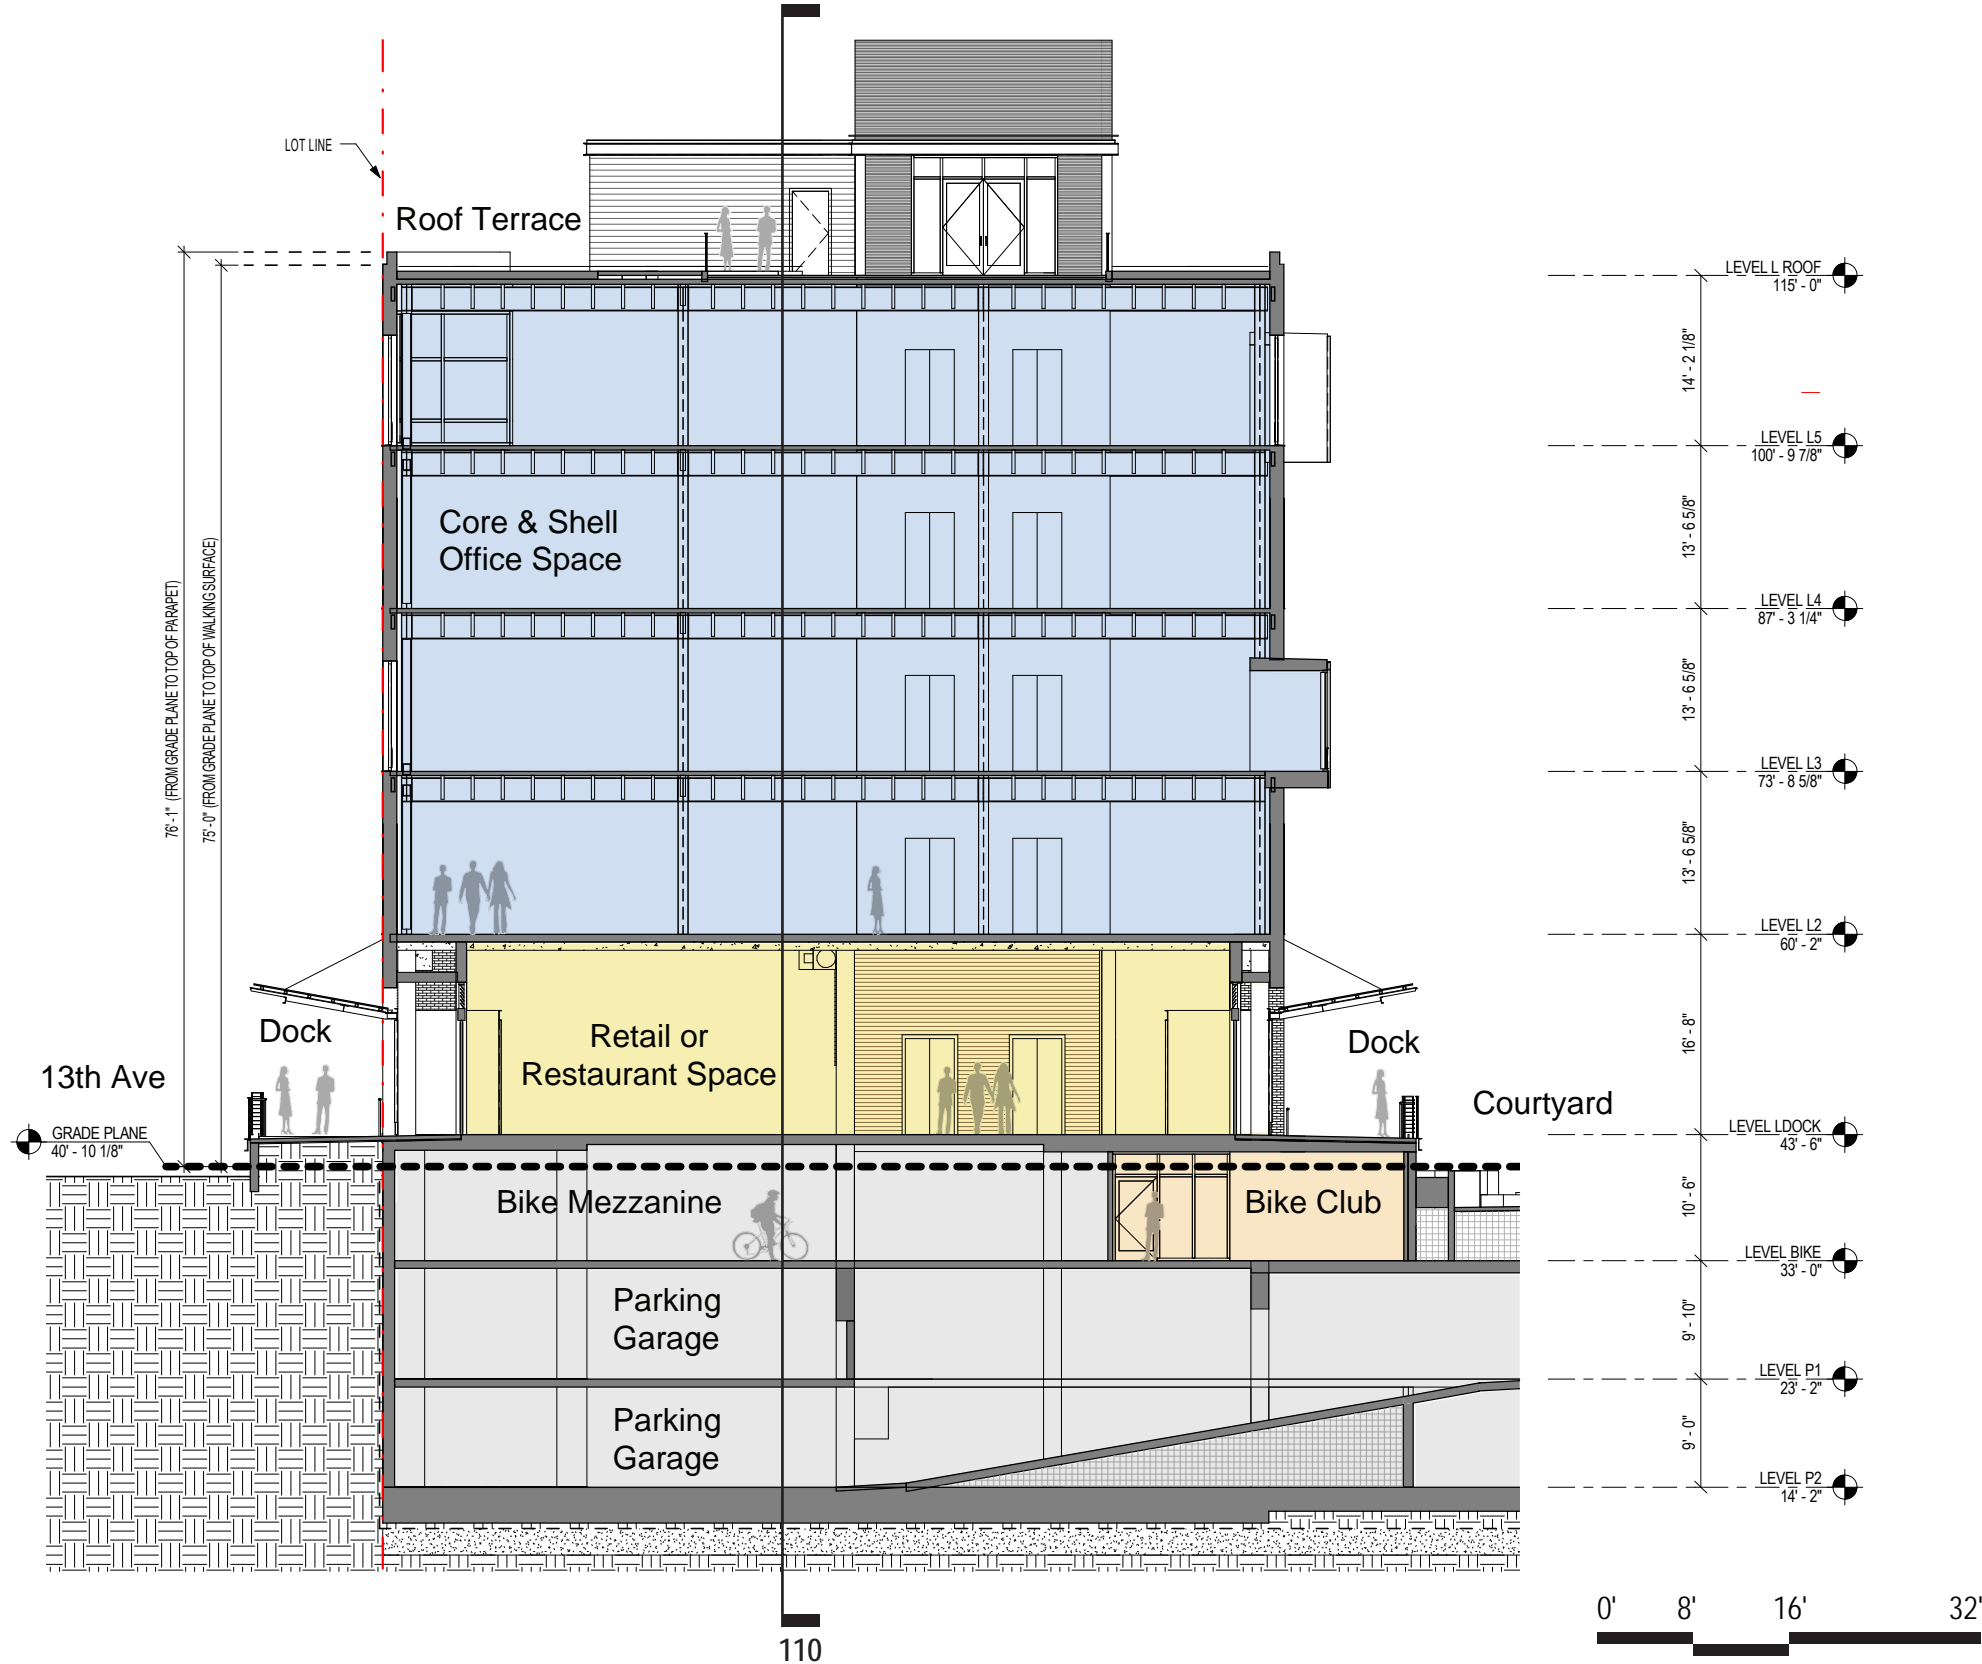 LOT LINE
Roof Terrace
LEVEL L ROOF
115' - 0"
14' - 2 1/8"
LEVEL L5
100' - 9 7/8"
Core & Shell
Office Space
13' - 6 5/8"
76'-1" (FROM GRADE PLANE TO TOP OF PARAPET)
75'-0" (FROM GRADE PLANE TO TOP OF WALKING SURFACE)
LEVEL L4
87' - 3 1/4"
13' - 6 5/8"
LEVEL L3
73' - 8 5/8"
13' - 6 5/8"
LEVEL L2
60' - 2"
Dock
Retail or
Restaurant Space
Dock
16' - 8"
13th Ave
Courtyard
GRADE PLANE
40' - 10 1/8"
LEVEL LDOCK
43' - 6"
Bike Mezzanine
Bike Club
10' - 6"
LEVEL BIKE
33' - 0"
Parking
Garage
9' - 10"
LEVEL P1
23' - 2"
Parking
Garage
9' - 0"
LEVEL P2
14' - 2"
0' 8' 16' 32'
110